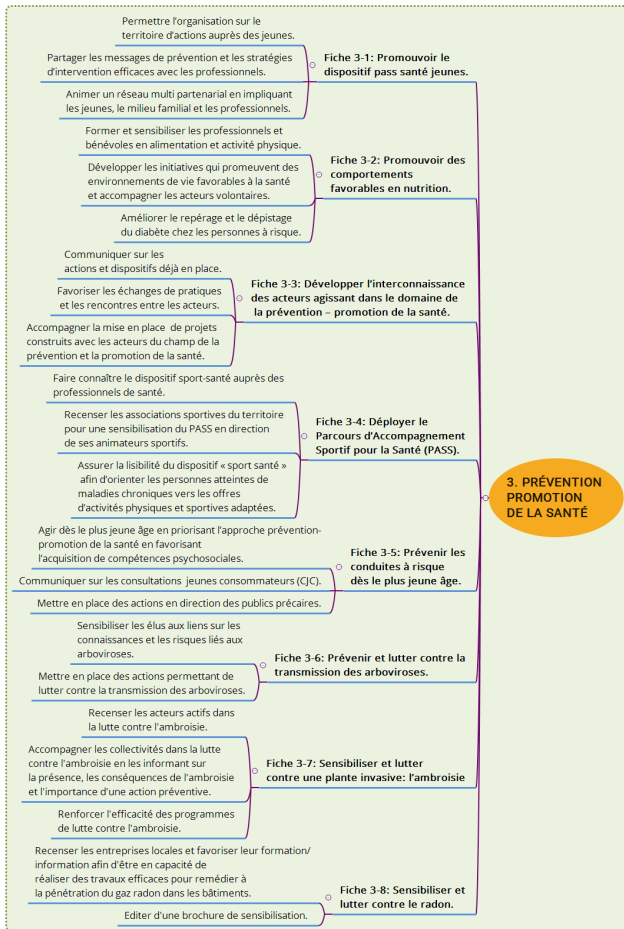 3. PRÉVENTION
PROMOTION
DE LA SANTÉ
Fiche 3-1: Promouvoir le
dispositif pass santé jeunes.
Permettre l’organisation sur le
territoire d’actions auprès des jeunes.
Partager les messages de prévention et les stratégies
d’intervention efficaces avec les professionnels.
Animer un réseau multi partenarial en impliquant
les jeunes, le milieu familial et les professionnels.
Fiche 3-2: Promouvoir des
comportements
favorables en nutrition.
Former et sensibiliser les professionnels et
bénévoles en alimentation et activité physique.
Développer les initiatives qui promeuvent des
environnements de vie favorables à la santé
et accompagner les acteurs volontaires.
Améliorer le repérage et le dépistage
du diabète chez les personnes à risque.
Fiche 3-3: Développer l’interconnaissance
des acteurs agissant dans le domaine de
la prévention – promotion de la santé.
Communiquer sur les
actions et dispositifs déjà en place.
Favoriser les échanges de pratiques
et les rencontres entre les acteurs.
Accompagner la mise en place de projets
construits avec les acteurs du champ de la
prévention et la promotion de la santé.
Fiche 3-4: Déployer le
Parcours d’Accompagnement
Sportif pour la Santé (PASS).
Faire connaître le dispositif sport-santé auprès des
professionnels de santé.
Recenser les associations sportives du territoire
pour une sensibilisation du PASS en direction
de ses animateurs sportifs.
Assurer la lisibilité du dispositif « sport santé »
afin d’orienter les personnes atteintes de
maladies chroniques vers les offres
d’activités physiques et sportives adaptées.
Fiche 3-5: Prévenir les
conduites à risque
dès le plus jeune âge.
Agir dès le plus jeune âge en priorisant l’approche prévention-
promotion de la santé en favorisant
l’acquisition de compétences psychosociales.
Communiquer sur les consultations jeunes consommateurs (CJC).
Mettre en place des actions en direction des publics précaires.
Fiche 3-6: Prévenir et lutter contre la
transmission des arboviroses.
Sensibiliser les élus aux liens sur les
connaissances et les risques liés aux
arboviroses.
Mettre en place des actions permettant de
lutter contre la transmission des arboviroses.
Fiche 3-7: Sensibiliser et lutter
contre une plante invasive: l’ambroisie
Recenser les acteurs actifs dans
la lutte contre l'ambroisie.
Accompagner les collectivités dans la lutte
contre l'ambroisie en les informant sur
la présence, les conséquences de l'ambroisie
et l'importance d'une action préventive.
Renforcer l'efficacité des programmes
de lutte contre l'ambroisie.
Fiche 3-8: Sensibiliser et
lutter contre le radon.
Recenser les entreprises locales et favoriser leur formation/
information afin d'être en capacité de
réaliser des travaux efficaces pour remédier à
la pénétration du gaz radon dans les bâtiments.
Editer d'une brochure de sensibilisation.